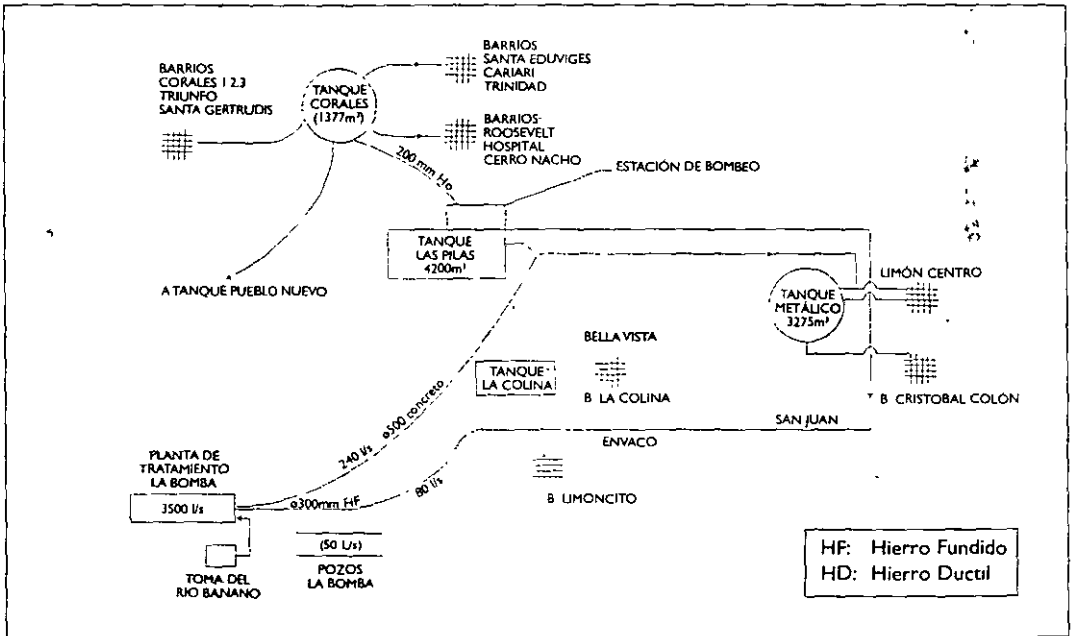 BARRÍOS
CORALES 1 2.3
TRIUNFO
SANTA GERTRUDIS
TANQUE
CORALES
(1377m³)
BARRÍOS
SANTA EDUVIGES
CARIARI
TRINIDAD
BARRÍOS-
ROOSEVELT
HOSPITAL
CERRO NACHO
200 mm Ho
ESTACIÓN DE BOMBEO
TANQUE
LAS PILAS
4200m³
A TANQUE PUEBLO NUEVO
LIMÓN CENTRO
TANQUE
METÁLICO
3275m³
BELLA VISTA
TANQUE
LA COLINA
B LA COLINA
B CRISTOBAL COLÓN
SAN JUAN
ENVACO
240 l/s ø500 concreto
PLANTA DE
TRATAMIENTO
LA BOMBA
3500 l/s
ø300mm HF
80 l/s
B LIMONCITO
(50 L/s)
POZOS
LA BOMBA
TOMA DEL
RIO BANANO
HF: Hierro Fundido
HD: Hierro Ductil